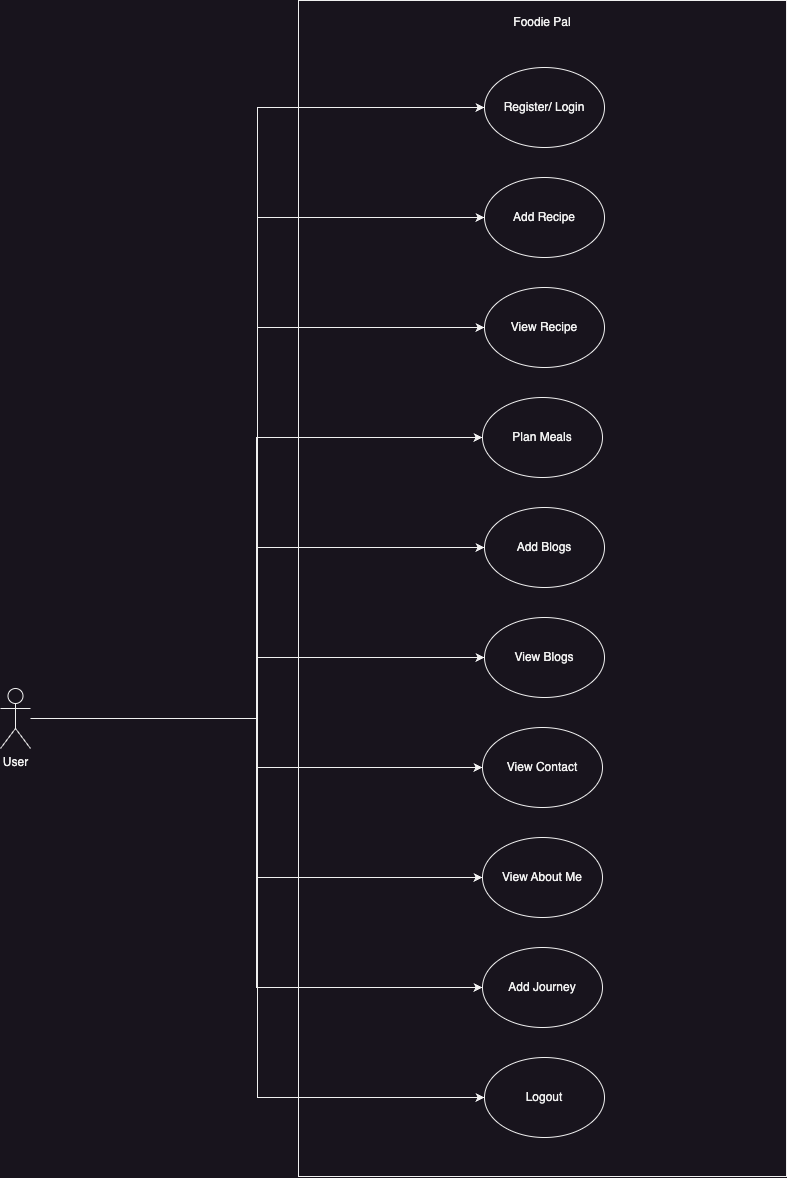 Foodie Pal
Register/ Login
Add Recipe
View Recipe
Plan Meals
Add Blogs
View Blogs
User
View Contact
View About Me
Add Journey
Logout